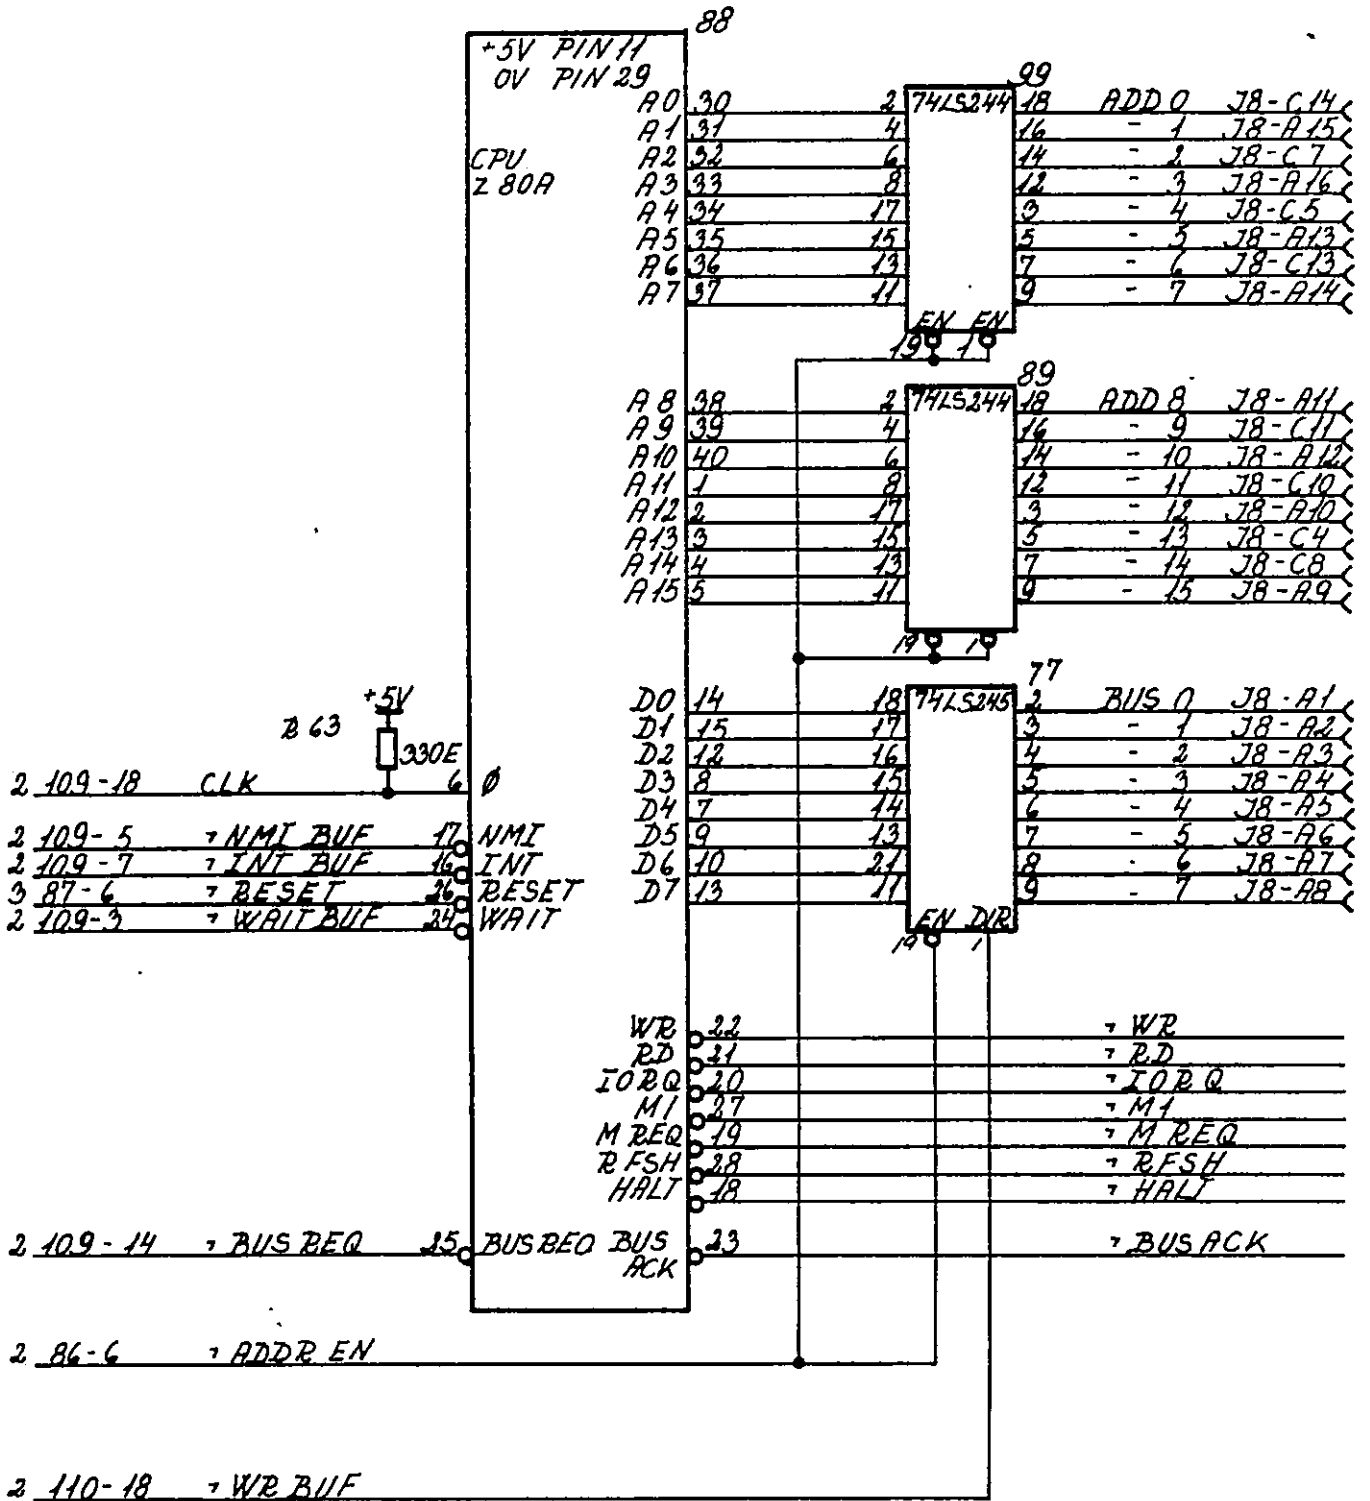 88
+5V PIN 11
0V PIN 29
CPU
Z 80A
99
A0 30 2 74LS244 18 ADD 0 J8-C14
A1 31 4 16 - 1 J8-A15
A2 32 6 14 - 2 J8-C7
A3 33 8 12 - 3 J8-A16
A4 34 17 3 - 4 J8-C5
A5 35 15 5 - 5 J8-A13
A6 36 13 7 - 6 J8-C13
A7 37 11 9 - 7 J8-A14
EN EN
19 1
89
A8 38 2 74LS244 18 ADD 8 J8-A11
A9 39 4 16 - 9 J8-C11
A10 40 6 14 - 10 J8-A12
A11 1 8 12 - 11 J8-C10
A12 2 17 3 - 12 J8-A10
A13 3 15 5 - 13 J8-C4
A14 4 13 7 - 14 J8-C8
A15 5 11 9 - 15 J8-A9
19 1
77
D0 14 18 74LS245 2 BUS 0 J8-A1
D1 15 17 3 - 1 J8-A2
D2 12 16 4 - 2 J8-A3
D3 8 15 5 - 3 J8-A4
D4 7 14 6 - 4 J8-A5
D5 9 13 7 - 5 J8-A6
D6 10 21 8 - 6 J8-A7
D7 13 11 9 - 7 J8-A8
EN DIR
19 1
+5V
R 63
330E
2 109-18 CLK 6 Ø
2 109-5 ¬ NMI BUF 17 NMI
2 109-7 ¬ INT BUF 16 INT
3 87-6 ¬ RESET 26 RESET
2 109-3 ¬ WAIT BUF 24 WAIT
WR 22 ¬ WR
RD 21 ¬ RD
IORQ 20 ¬ IORQ
M1 27 ¬ M1
MREQ 19 ¬ MREQ
RFSH 28 ¬ RFSH
HALT 18 ¬ HALT
2 109-14 ¬ BUSREQ 25 BUSREQ BUS 23 ¬ BUSACK
ACK
2 86-6 ¬ ADDR EN
2 110-18 ¬ WR BUF